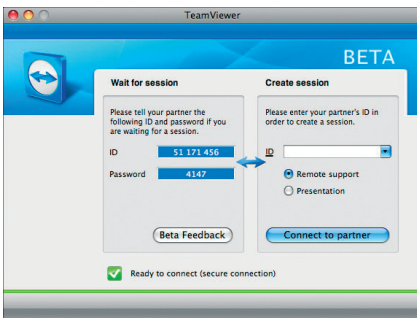 TeamViewer
BETA
Wait for session
Please tell your partner the
following ID and password if you
are waiting for a session.
ID 51 171 456
Password 4147
Beta Feedback
Create session
Please enter your partner's ID in
order to create a session.
ID
Remote support
Presentation
Connect to partner
Ready to connect (secure connection)